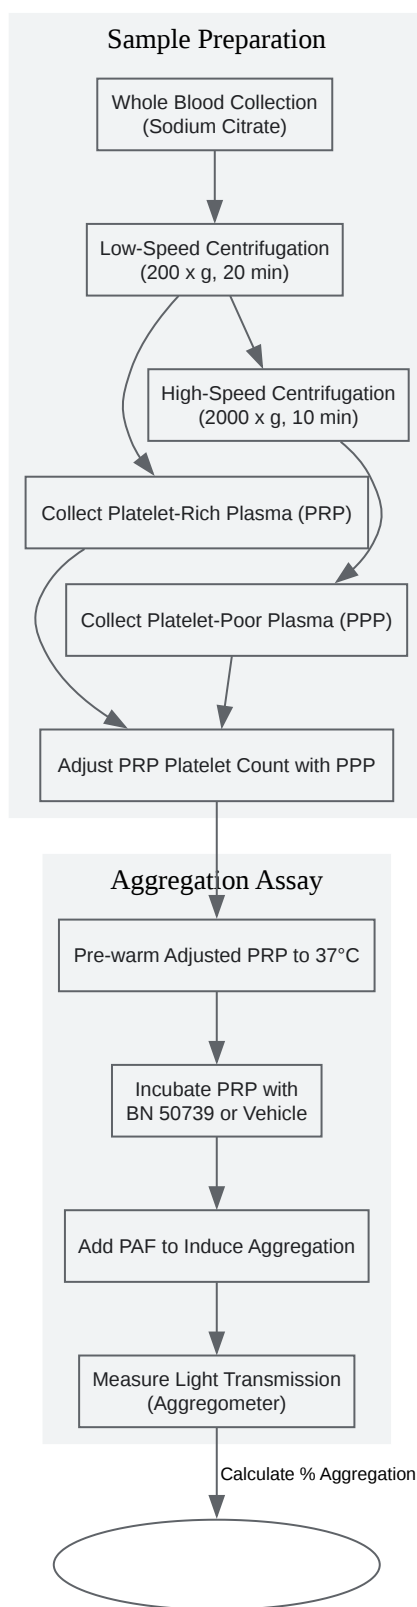 Sample Preparation
Whole Blood Collection
(Sodium Citrate)
Low-Speed Centrifugation
(200 x g, 20 min)
High-Speed Centrifugation
(2000 x g, 10 min)
Collect Platelet-Rich Plasma (PRP)
Collect Platelet-Poor Plasma (PPP)
Adjust PRP Platelet Count with PPP
Aggregation Assay
Pre-warm Adjusted PRP to 37°C
Incubate PRP with
BN 50739 or Vehicle
Add PAF to Induce Aggregation
Measure Light Transmission
(Aggregometer)
Calculate % Aggregation